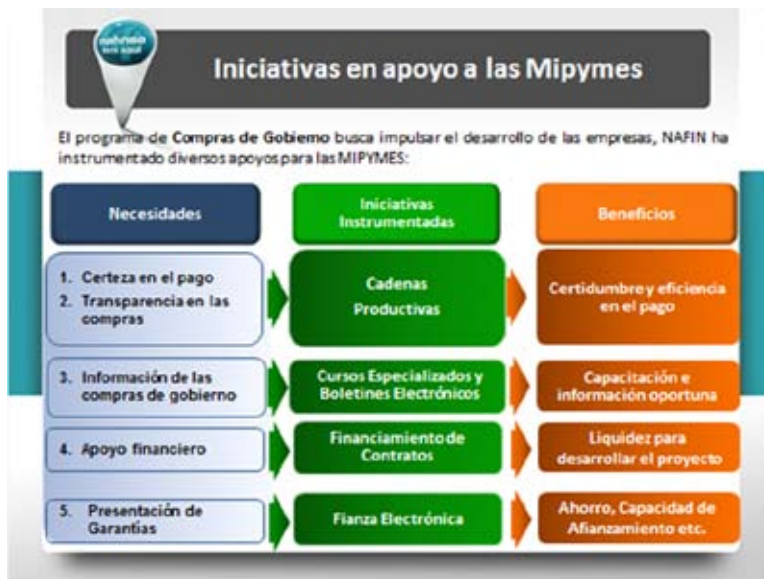 Iniciativas en apoyo a las Mipymes
El programa de Compras de Gobierno busca impulsar el desarrollo de las empresas, NAFIN ha
instrumentado diversos apoyos para las MIPYMES:
Necesidades
Iniciativas
Instrumentadas
Beneficios
1. Certeza en el pago
2. Transparencia en las
compras
Cadenas
Productivas
Certidumbre y eficiencia
en el pago
3. Información de las
compras de gobierno
Cursos Especializados y
Boletines Electrónicos
Capacitación e
información oportuna
4. Apoyo financiero
Financiamiento de
Contratos
Liquidez para
desarrollar el proyecto
5. Presentación de
Garantías
Fianza Electrónica
Ahorro, Capacidad de
Afianzamiento etc.